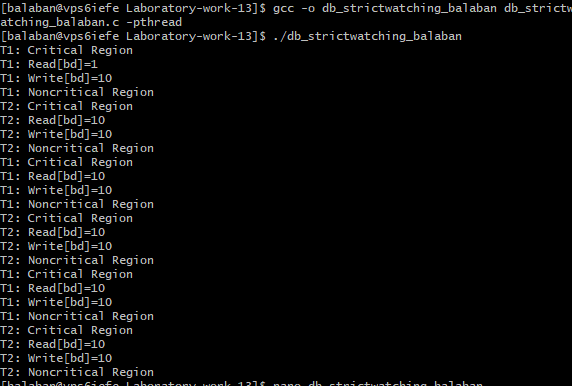 [balaban@vps6iefe Laboratory-work-13]$ gcc -o db_strictwatching_balaban db_strictw
atching_balaban.c -pthread
[balaban@vps6iefe Laboratory-work-13]$ ./db_strictwatching_balaban
T1: Critical Region
T1: Read[bd]=1
T1: Write[bd]=10
T1: Noncritical Region
T2: Critical Region
T2: Read[bd]=10
T2: Write[bd]=10
T2: Noncritical Region
T1: Critical Region
T1: Read[bd]=10
T1: Write[bd]=10
T1: Noncritical Region
T2: Critical Region
T2: Read[bd]=10
T2: Write[bd]=10
T2: Noncritical Region
T1: Critical Region
T1: Read[bd]=10
T1: Write[bd]=10
T1: Noncritical Region
T2: Critical Region
T2: Read[bd]=10
T2: Write[bd]=10
T2: Noncritical Region
[balaban@vps6iefe Laboratory-work-13]$ nano db_strictwatching_balaban